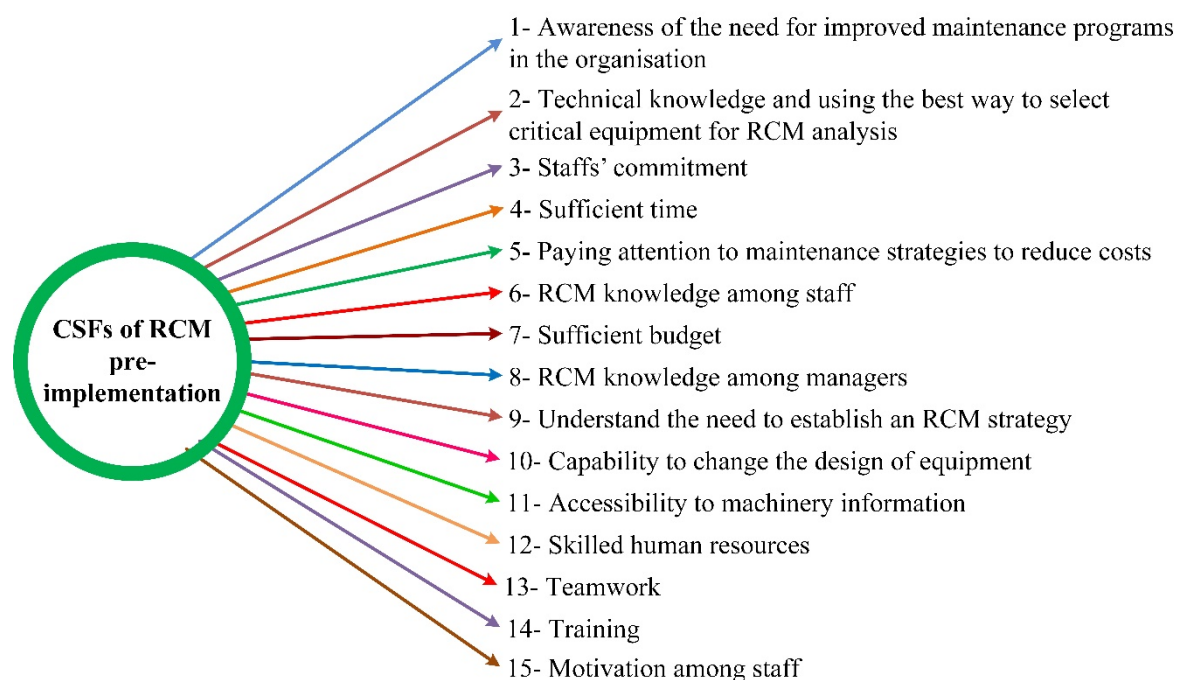 CSFs of RCM
pre-
implementation
1- Awareness of the need for improved maintenance programs
in the organisation
2- Technical knowledge and using the best way to select
critical equipment for RCM analysis
3- Staffs’ commitment
4- Sufficient time
5- Paying attention to maintenance strategies to reduce costs
6- RCM knowledge among staff
7- Sufficient budget
8- RCM knowledge among managers
9- Understand the need to establish an RCM strategy
10- Capability to change the design of equipment
11- Accessibility to machinery information
12- Skilled human resources
13- Teamwork
14- Training
15- Motivation among staff